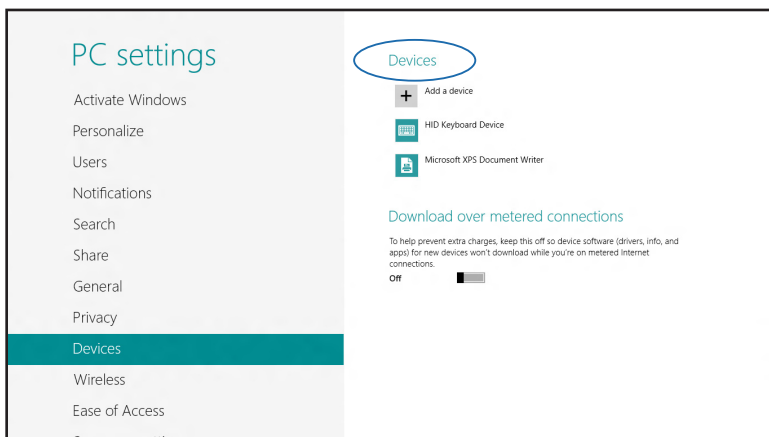 PC settings
Activate Windows
Personalize
Users
Notifications
Search
Share
General
Privacy
Devices
Wireless
Ease of Access
Devices
Add a device
HID Keyboard Device
Microsoft XPS Document Writer
Download over metered connections
To help prevent extra charges, keep this off so device software (drivers, info, and
apps) for new devices won't download while you're on metered Internet
connections.
Off